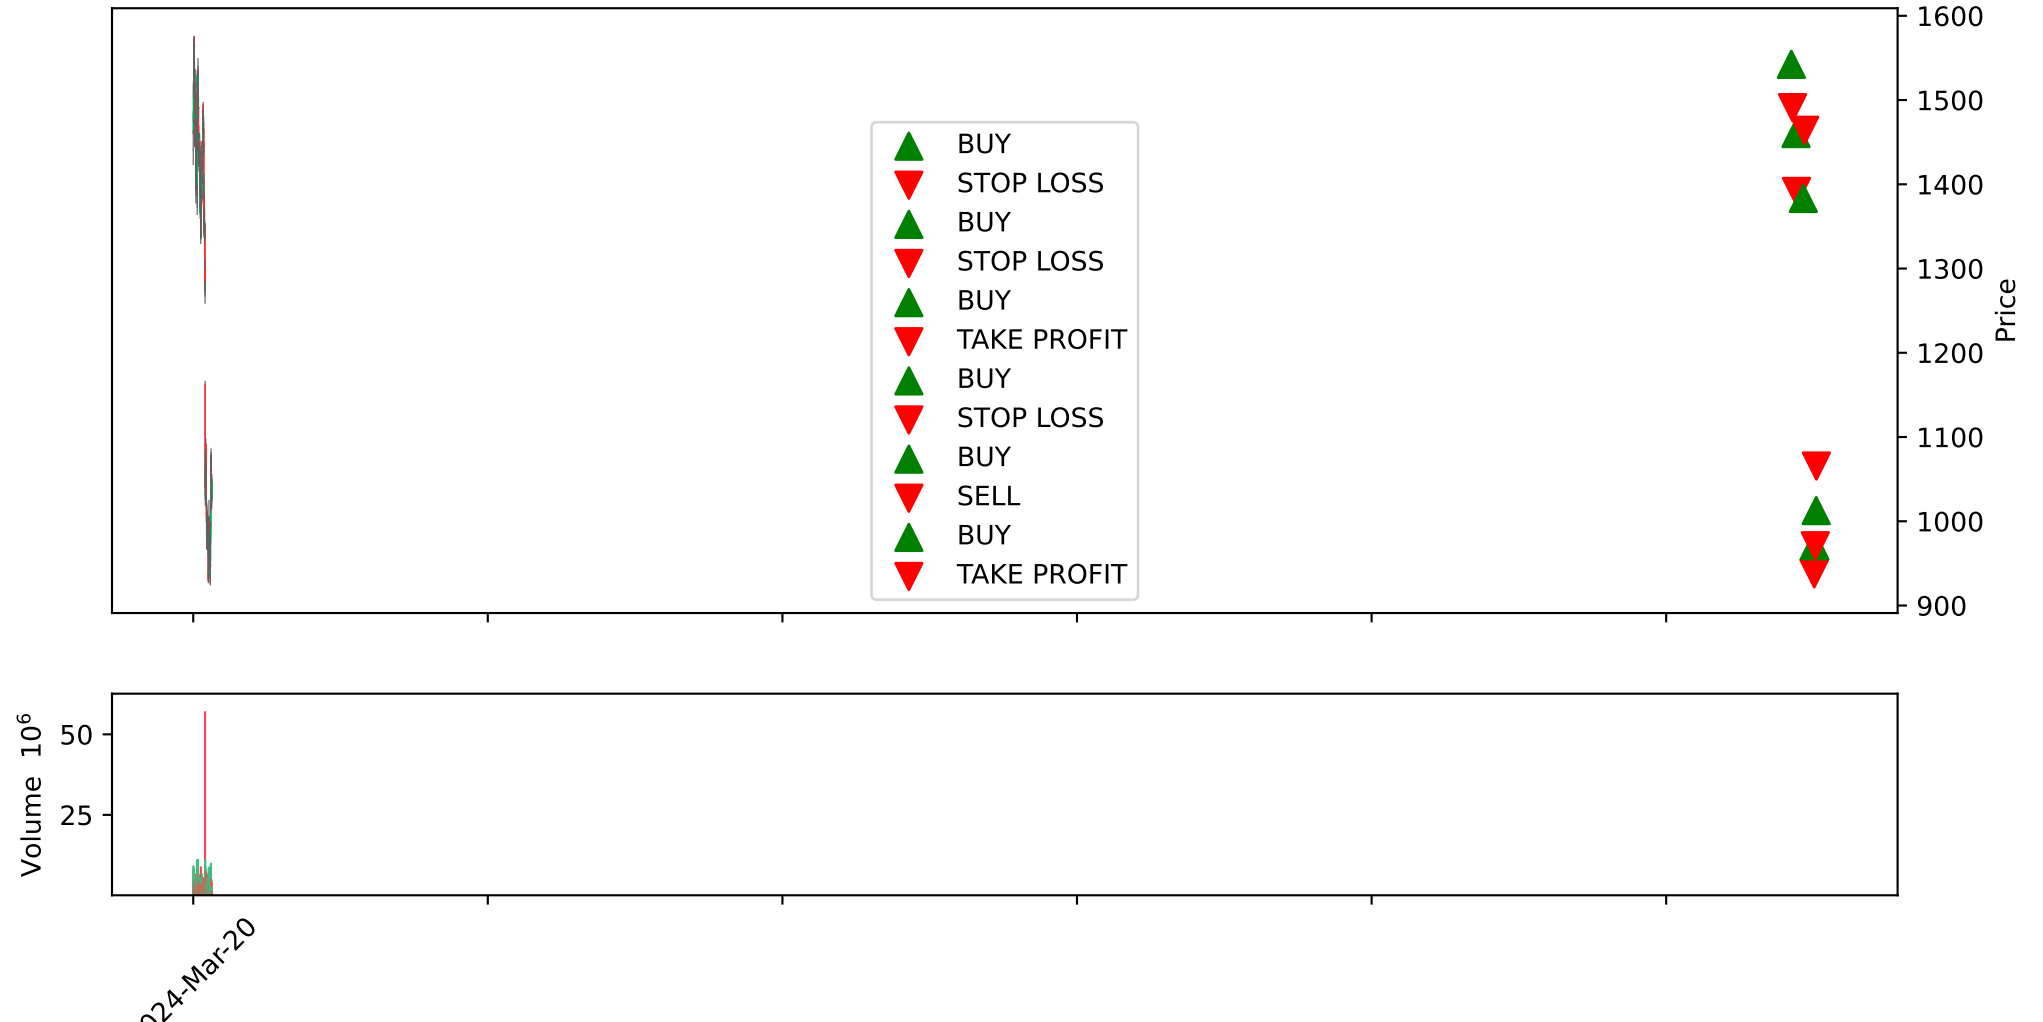 1600
1500
1400
1300
1200
1100
1000
900
Price
BUY
STOP LOSS
BUY
STOP LOSS
BUY
TAKE PROFIT
BUY
STOP LOSS
BUY
SELL
BUY
TAKE PROFIT
Volume 10⁶
50
25
024-Mar-20